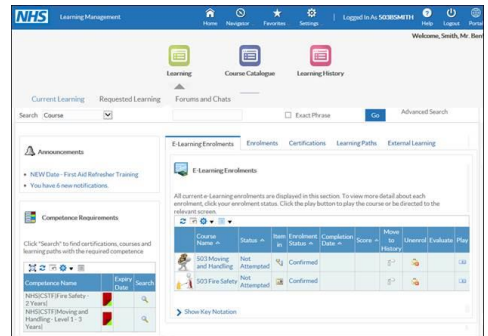 NHS Learning Management
Home Navigator Favorites Settings Logged In As 503BSMITH Help Logout Portal
Welcome, Smith, Mr. Ben
Learning Course Catalogue Learning History
Current Learning Requested Learning Forums and Chats
Search Course Exact Phrase Go Advanced Search
Announcements
NEW Date - First Aid Refresher Training
You have 6 new notifications.
Competence Requirements
Click "Search" to find certifications, courses and
learning paths with the required competence
Competence Name Expiry Date Search
NHS|CSTF|Fire Safety -
2 Years|
NHS|CSTF|Moving and
Handling - Level 1 - 3
Years|
E-Learning Enrolments Enrolments Certifications Learning Paths External Learning
E-Learning Enrolments
All current e-Learning enrolments are displayed in this section. To view more detail about each
enrolment, click your enrolment status. Click the play button to play the course or be directed to the
relevant screen.
Course Name Status Item in Enrolment Status Completion Date Score Move to History Unenrol Evaluate Play
503 Moving and Handling Not Attempted Confirmed
503 Fire Safety Not Attempted Confirmed
Show Key Notation